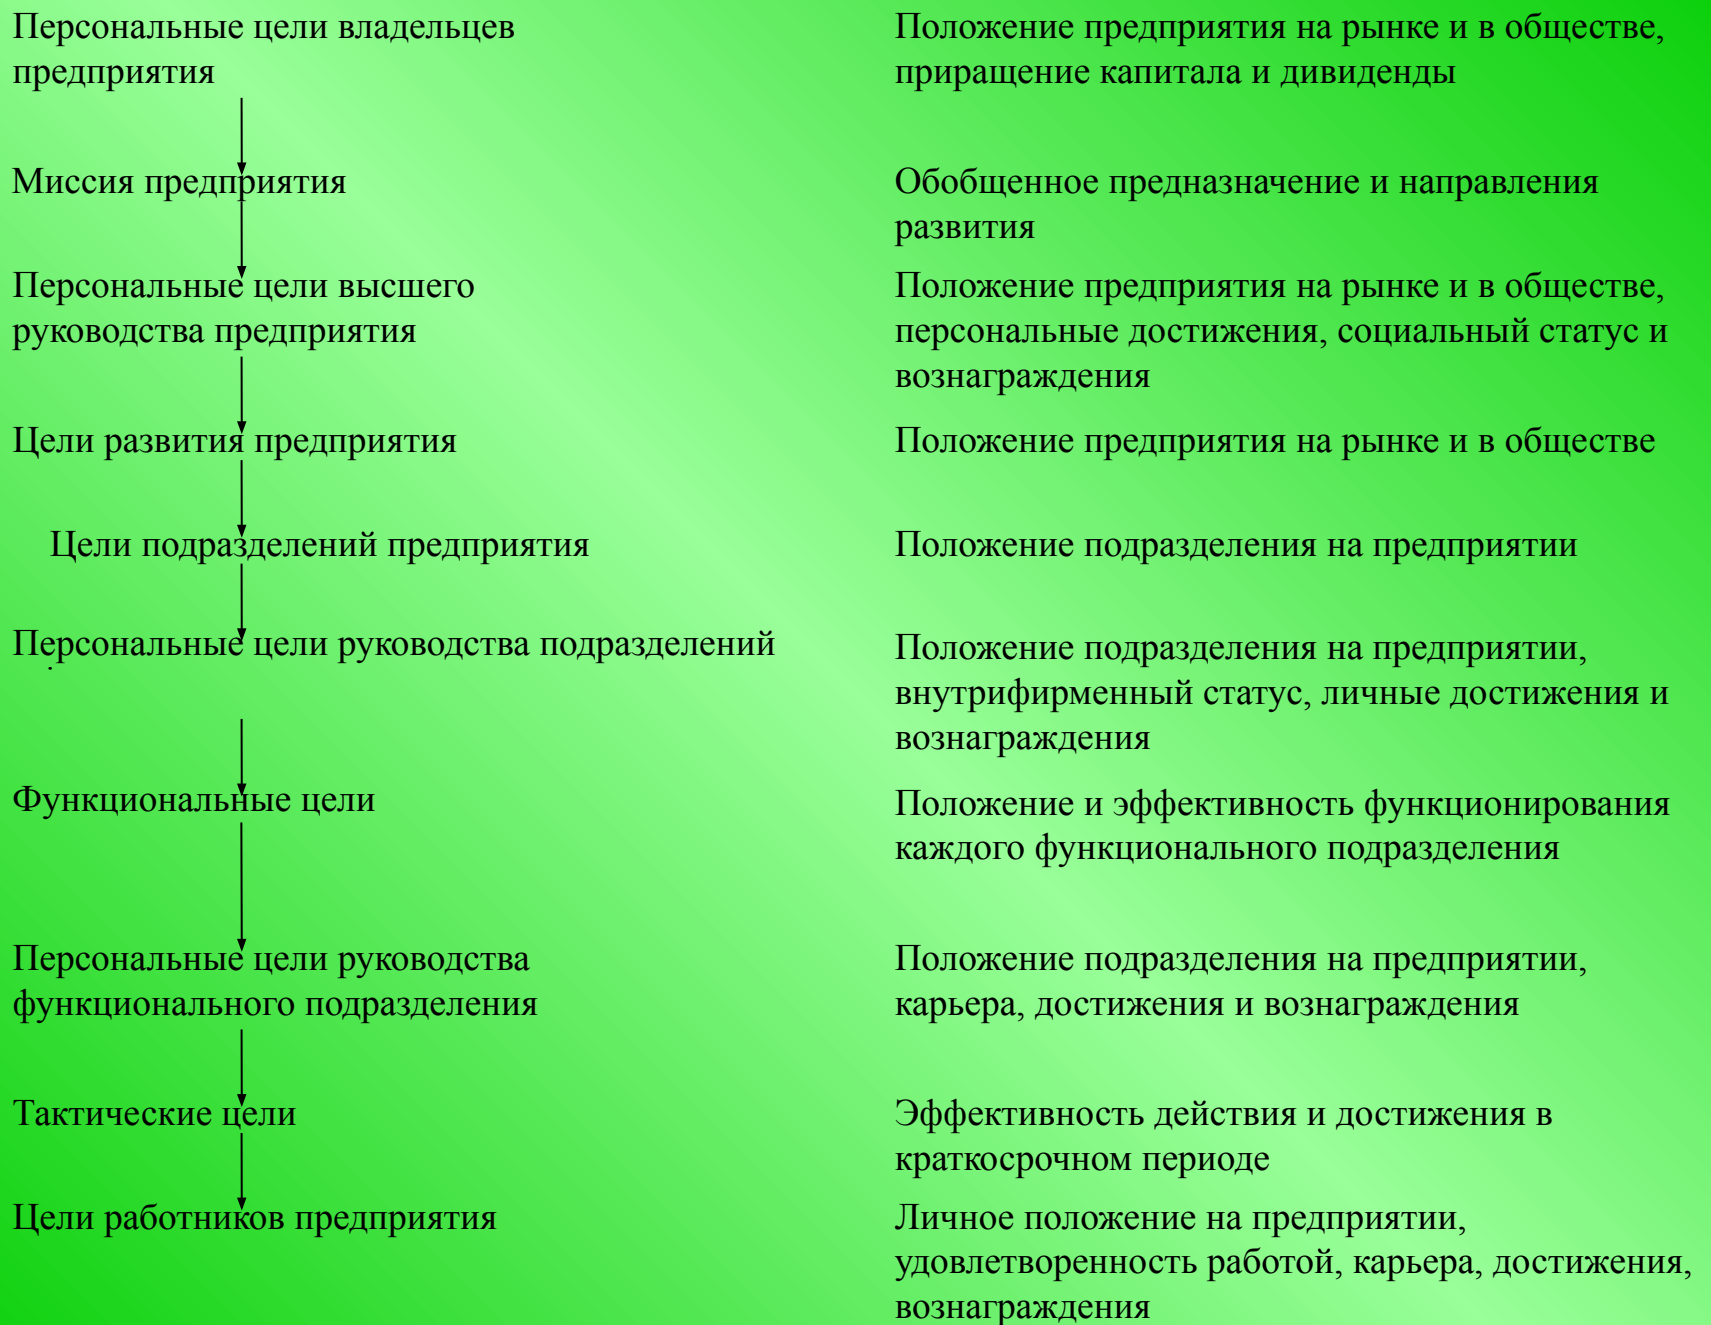 Персональные цели владельцев
предприятия
Положение предприятия на рынке и в обществе,
приращение капитала и дивиденды
Миссия предприятия
Обобщенное предназначение и направления
развития
Персональные цели высшего
руководства предприятия
Положение предприятия на рынке и в обществе,
персональные достижения, социальный статус и
вознаграждения
Цели развития предприятия
Положение предприятия на рынке и в обществе
Цели подразделений предприятия
Положение подразделения на предприятии
Персональные цели руководства подразделений
Положение подразделения на предприятии,
внутрифирменный статус, личные достижения и
вознаграждения
Функциональные цели
Положение и эффективность функционирования
каждого функционального подразделения
Персональные цели руководства
функционального подразделения
Положение подразделения на предприятии,
карьера, достижения и вознаграждения
Тактические цели
Эффективность действия и достижения в
краткосрочном периоде
Цели работников предприятия
Личное положение на предприятии,
удовлетворенность работой, карьера, достижения,
вознаграждения